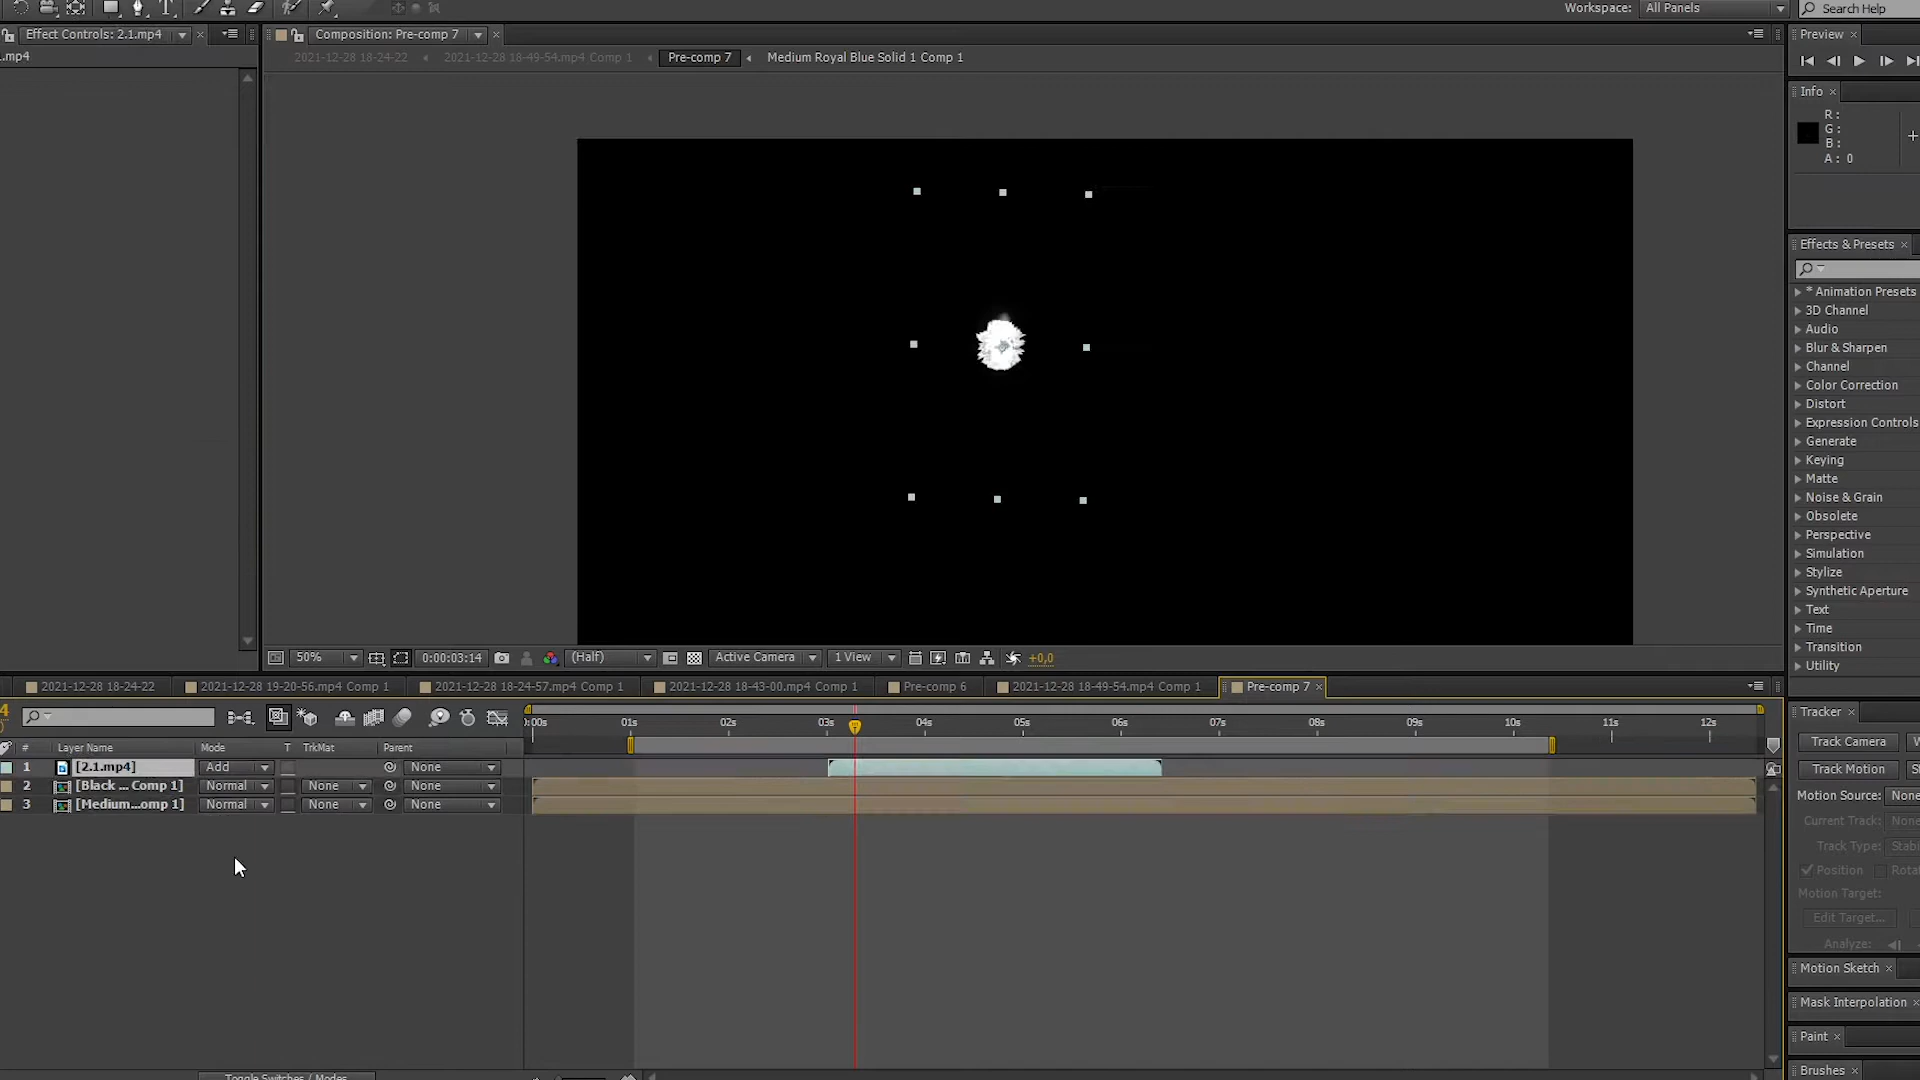 Workspace: All Panels Search Help
Effect Controls: 2.1.mp4 Composition: Pre-comp 7
.mp4
2021-12-28 18-24-22 2021-12-28 18-49-54.mp4 Comp 1 Pre-comp 7 Medium Royal Blue Solid 1 Comp 1
Preview
Info
R :
G :
B :
A : 0
Effects & Presets
* Animation Presets
3D Channel
Audio
Blur & Sharpen
Channel
Color Correction
Distort
Expression Controls
Generate
Keying
Matte
Noise & Grain
Obsolete
Perspective
Simulation
Stylize
Synthetic Aperture
Text
Time
Transition
Utility
50% 0:00:03:14 (Half) Active Camera 1 View +0,0
2021-12-28 18-24-22 2021-12-28 19-20-56.mp4 Comp 1 2021-12-28 18-24-57.mp4 Comp 1 2021-12-28 18-43-00.mp4 Comp 1 Pre-comp 6 2021-12-28 18-49-54.mp4 Comp 1 Pre-comp 7
4
):00s 01s 02s 03s 04s 05s 06s 07s 08s 09s 10s 11s 12s
# Layer Name Mode T TrkMat Parent
1 [2.1.mp4] Add None
2 [Black ... Comp 1] Normal None None
3 [Medium...omp 1] Normal None None
Toggle Switches / Modes
Tracker
Track Camera W
Track Motion S
Motion Source: None
Current Track: None
Track Type: Stabi
Position Rota
Motion Target:
Edit Target...
Analyze:
Motion Sketch
Mask Interpolation
Paint
Brushes